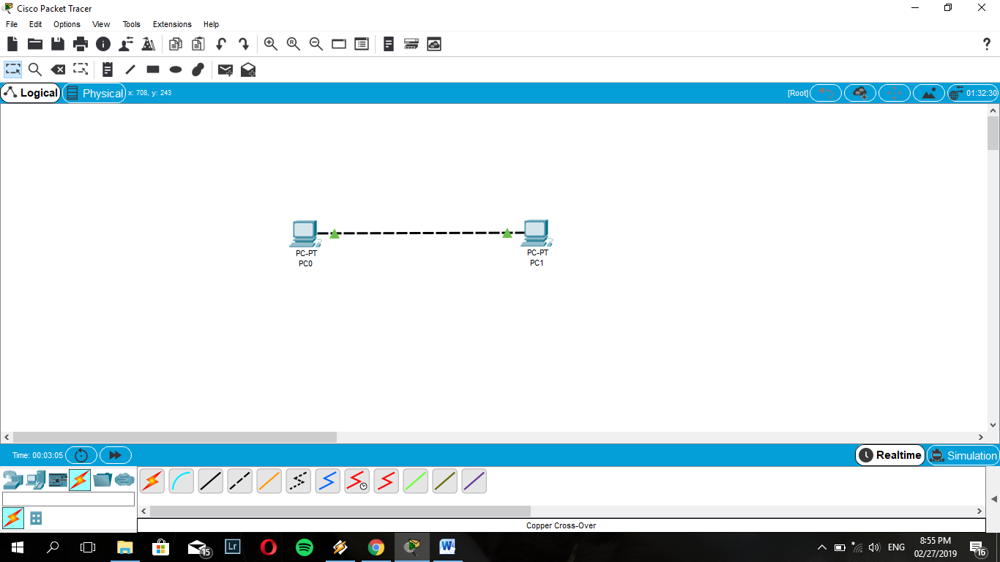 Cisco Packet Tracer
File Edit Options View Tools Extensions Help
R
?
Logical Physical x: 708, y: 243 [Root] 01:32:30
PC-PT
PC0
PC-PT
PC1
Time: 00:03:05 Realtime Simulation
Copper Cross-Over
15 Lr W ENG 8:55 PM
02/27/2019 16